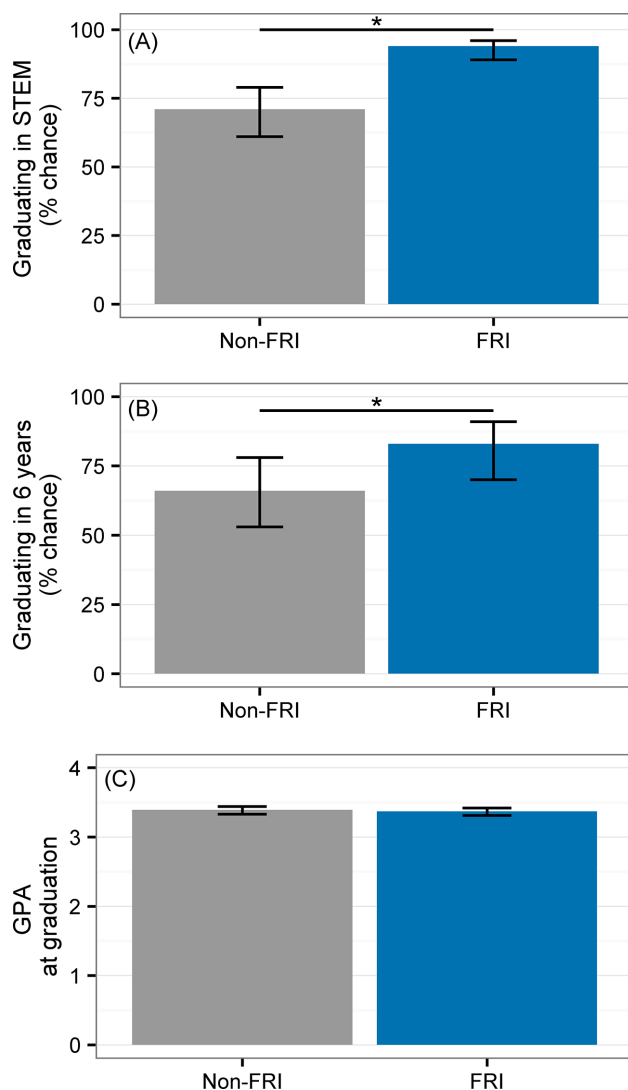 (A)
*
Graduating in STEM
(% chance)
100
75
50
25
0
Non-FRI
FRI
(B)
*
Graduating in 6 years
(% chance)
100
75
50
25
0
Non-FRI
FRI
(C)
GPA
at graduation
4
3
2
1
0
Non-FRI
FRI